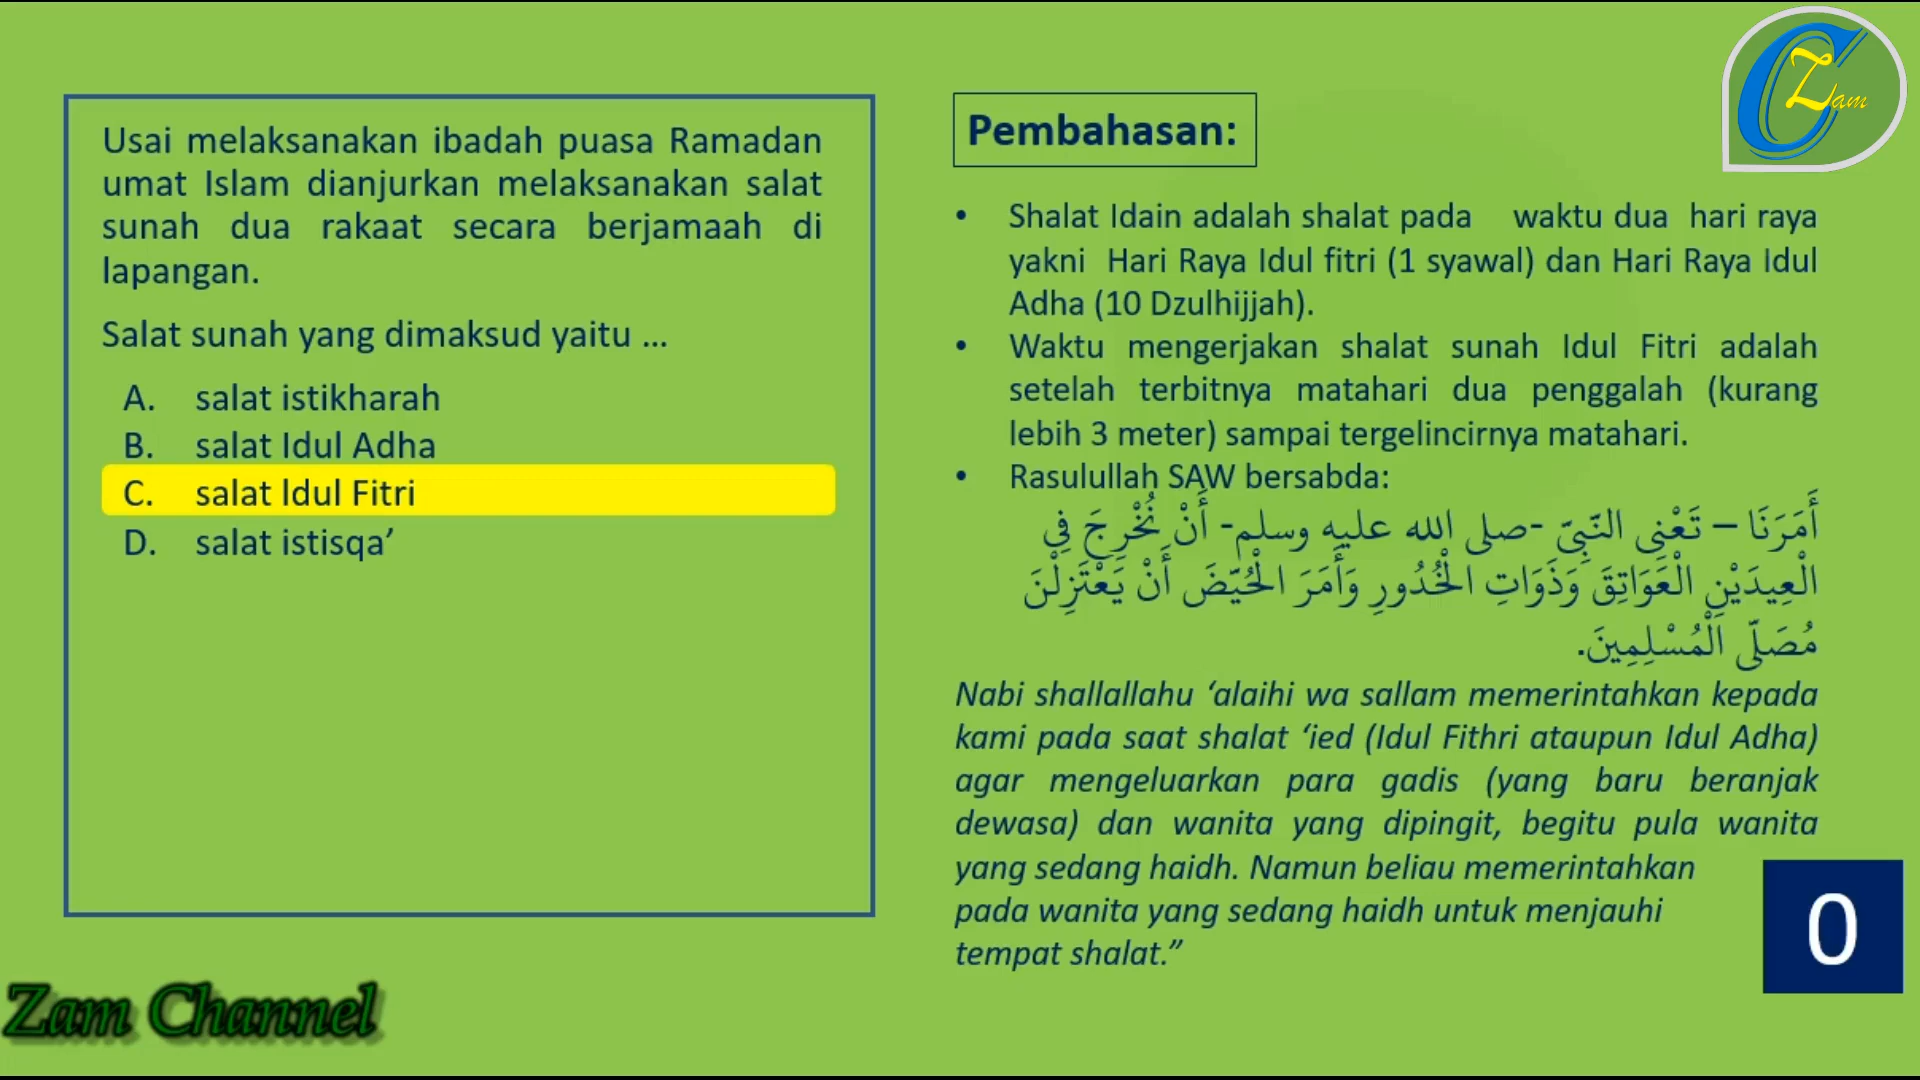 Usai melaksanakan ibadah puasa Ramadan
umat Islam dianjurkan melaksanakan salat
sunah dua rakaat secara berjamaah di
lapangan.
Salat sunah yang dimaksud yaitu ...
A. salat istikharah
B. salat Idul Adha
C. salat ldul Fitri
D. salat istisqa’
Zam Channel
Zam
Pembahasan:
• Shalat Idain adalah shalat pada waktu dua hari raya
yakni Hari Raya Idul fitri (1 syawal) dan Hari Raya Idul
Adha (10 Dzulhijjah).
• Waktu mengerjakan shalat sunah Idul Fitri adalah
setelah terbitnya matahari dua penggalah (kurang
lebih 3 meter) sampai tergelincirnya matahari.
• Rasulullah SAW bersabda:
أَمَرَنَا – تَعْنِى النَّبِىّ -صلى الله عليه وسلم- أَنْ نُخْرِجَ فِى
الْعِيدَيْنِ الْعَوَاتِقَ وَذَوَاتِ الْخُدُورِ وَأَمَرَ الْحُيَّضَ أَنْ يَعْتَزِلْنَ
مُصَلَّى الْمُسْلِمِينَ.
Nabi shallallahu ‘alaihi wa sallam memerintahkan kepada
kami pada saat shalat ‘ied (Idul Fithri ataupun Idul Adha)
agar mengeluarkan para gadis (yang baru beranjak
dewasa) dan wanita yang dipingit, begitu pula wanita
yang sedang haidh. Namun beliau memerintahkan
pada wanita yang sedang haidh untuk menjauhi
tempat shalat.”
0